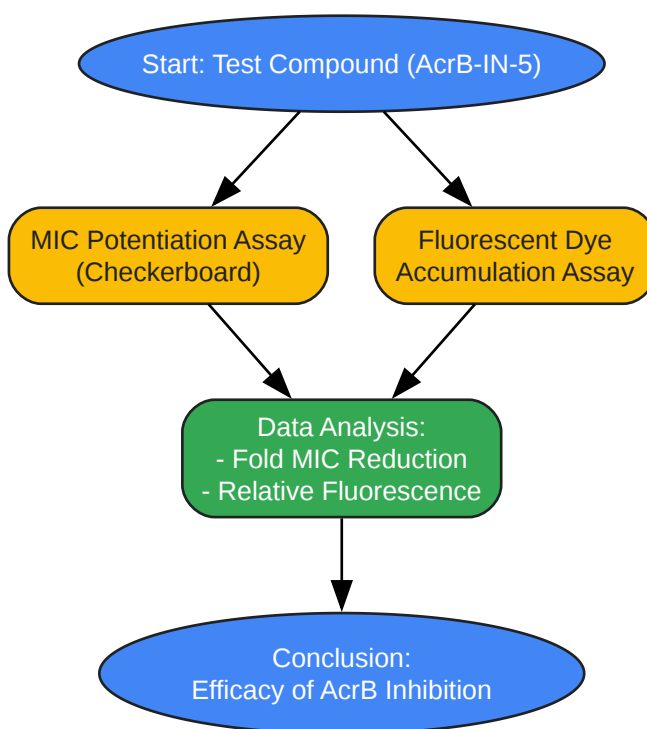 Start: Test Compound (AcrB-IN-5)
MIC Potentiation Assay
(Checkerboard)
Fluorescent Dye
Accumulation Assay
Data Analysis:
- Fold MIC Reduction
- Relative Fluorescence
Conclusion:
Efficacy of AcrB Inhibition